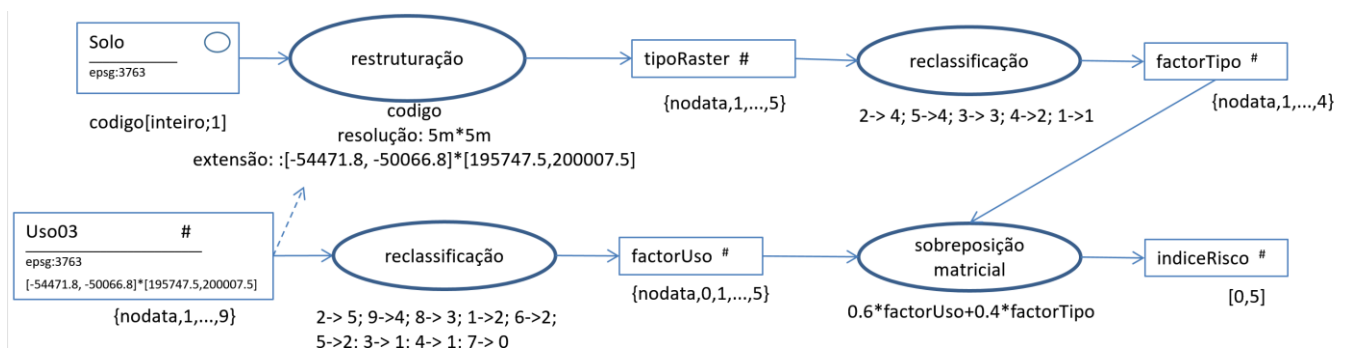 Solo
epsg:3763
codigo[inteiro;1]
restruturação
codigo
resolução: 5m*5m
extensão: :[-54471.8, -50066.8]*[195747.5,200007.5]
tipoRaster #
{nodata,1,...,5}
reclassificação
2-> 4; 5->4; 3-> 3; 4->2; 1->1
factorTipo #
{nodata,1,...,4}
Uso03 #
epsg:3763
[-54471.8, -50066.8]*[195747.5,200007.5]
{nodata,1,...,9}
reclassificação
2-> 5; 9->4; 8-> 3; 1->2; 6->2;
5->2; 3-> 1; 4-> 1; 7-> 0
factorUso #
{nodata,0,1,...,5}
sobreposição
matricial
0.6*factorUso+0.4*factorTipo
indiceRisco #
[0,5]